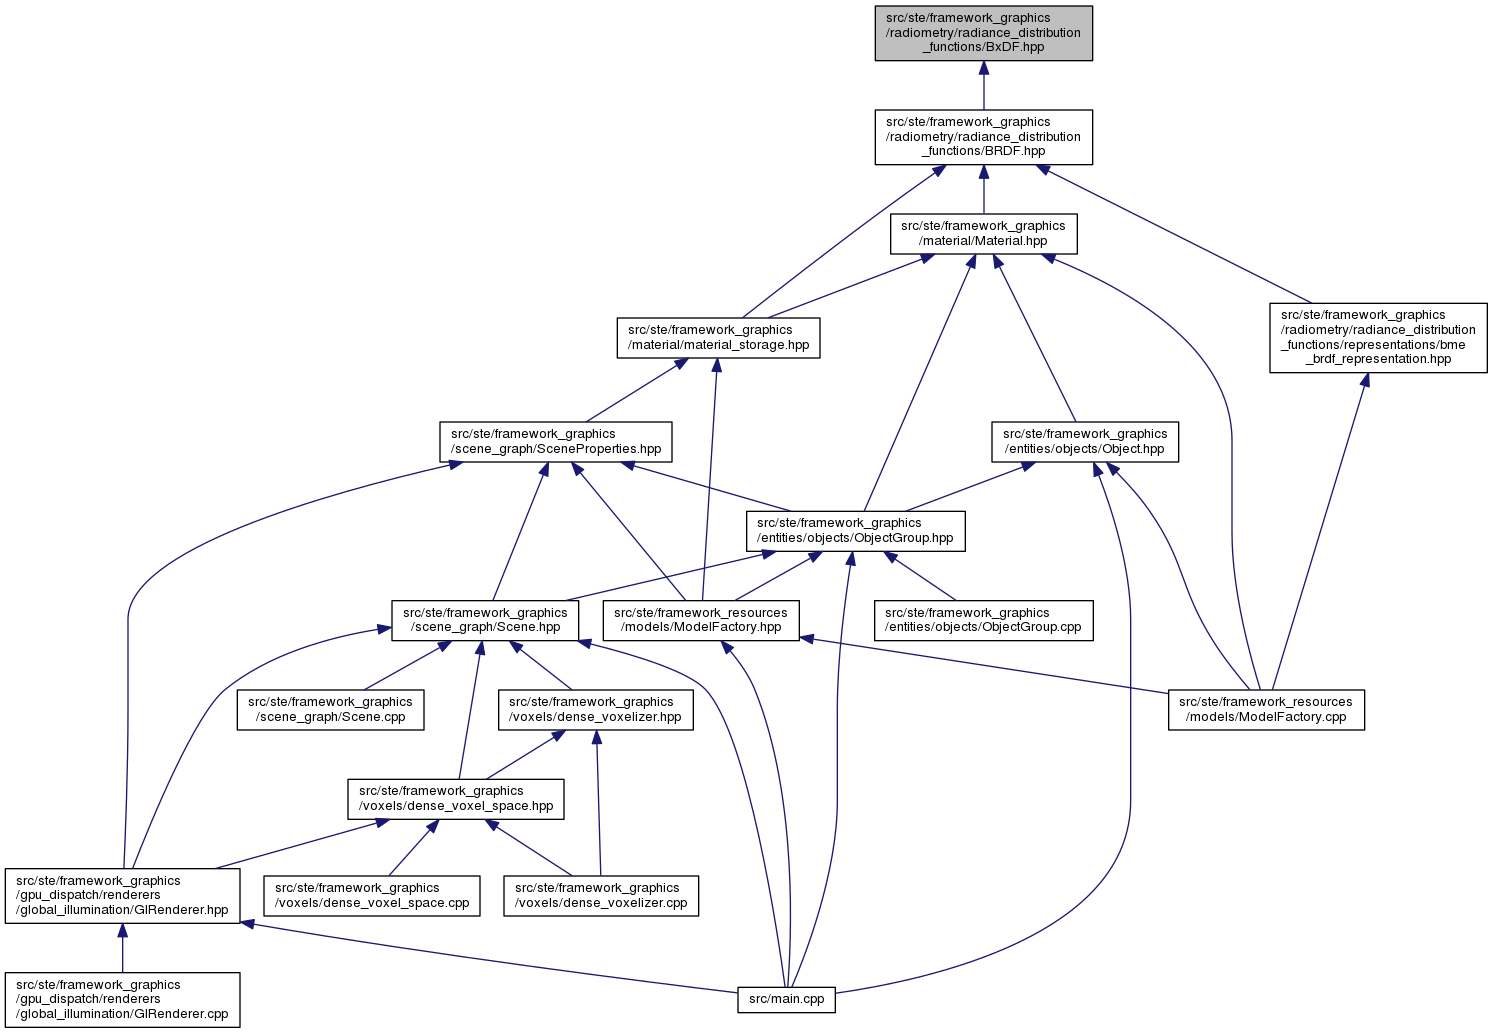 src/ste/framework_graphics
/radiometry/radiance_distribution
_functions/BxDF.hpp
src/ste/framework_graphics
/radiometry/radiance_distribution
_functions/BRDF.hpp
src/ste/framework_graphics
/material/Material.hpp
src/ste/framework_graphics
/radiometry/radiance_distribution
_functions/representations/bme
_brdf_representation.hpp
src/ste/framework_graphics
/material/material_storage.hpp
src/ste/framework_graphics
/scene_graph/SceneProperties.hpp
src/ste/framework_graphics
/entities/objects/Object.hpp
src/ste/framework_graphics
/entities/objects/ObjectGroup.hpp
src/ste/framework_graphics
/scene_graph/Scene.hpp
src/ste/framework_resources
/models/ModelFactory.hpp
src/ste/framework_graphics
/entities/objects/ObjectGroup.cpp
src/ste/framework_graphics
/scene_graph/Scene.cpp
src/ste/framework_graphics
/voxels/dense_voxelizer.hpp
src/ste/framework_resources
/models/ModelFactory.cpp
src/ste/framework_graphics
/voxels/dense_voxel_space.hpp
src/ste/framework_graphics
/gpu_dispatch/renderers
/global_illumination/GIRenderer.hpp
src/ste/framework_graphics
/voxels/dense_voxel_space.cpp
src/ste/framework_graphics
/voxels/dense_voxelizer.cpp
src/ste/framework_graphics
/gpu_dispatch/renderers
/global_illumination/GIRenderer.cpp
src/main.cpp